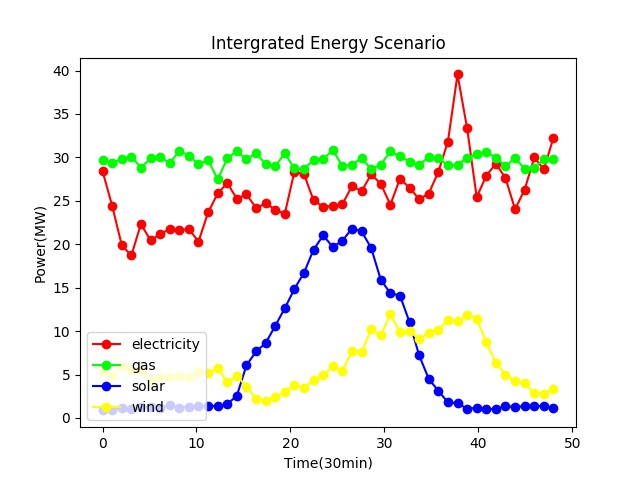 Intergrated Energy Scenario
Power(MW)
40
35
30
25
20
15
10
5
0
electricity
gas
solar
wind
0 10 20 30 40 50
Time(30min)